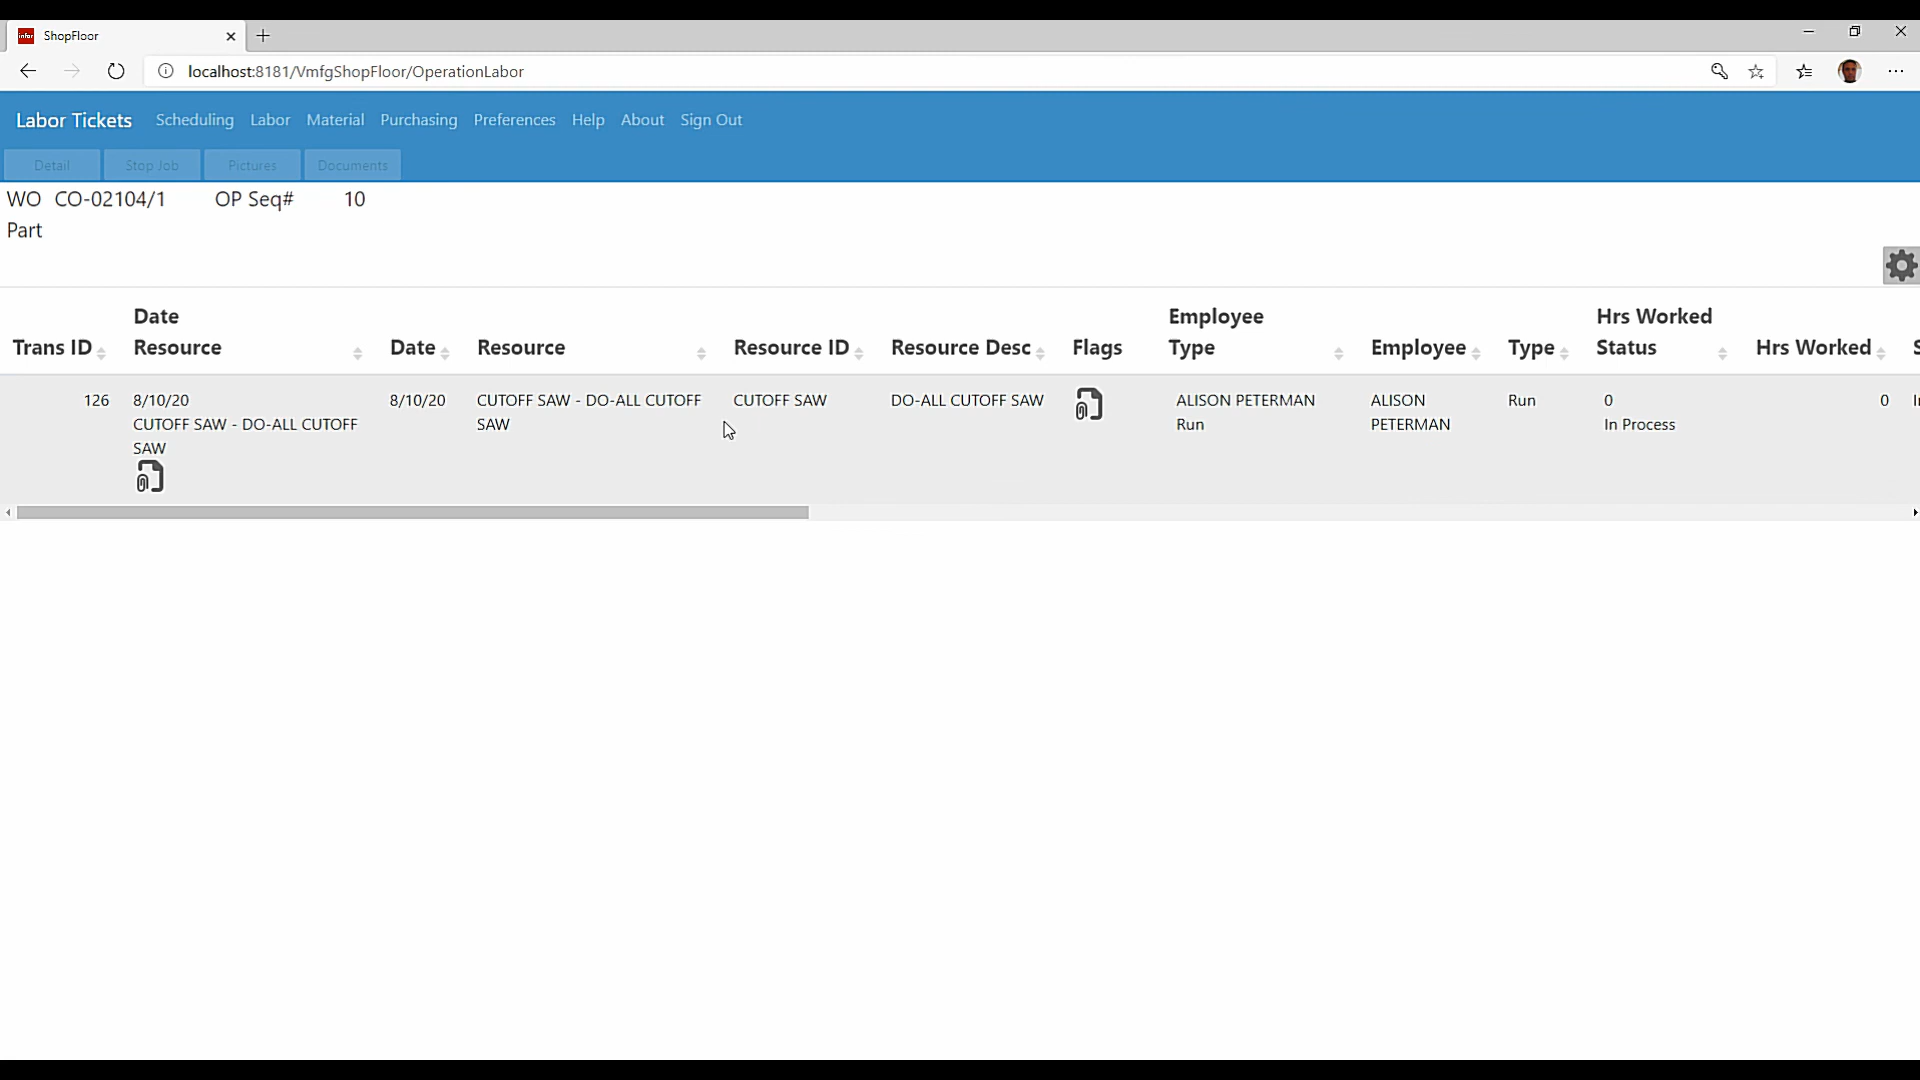 infor ShopFloor
localhost:8181/VmfgShopFloor/OperationLabor
Labor Tickets Scheduling Labor Material Purchasing Preferences Help About Sign Out
Detail Stop Job Pictures Documents
WO CO-02104/1 OP Seq# 10
Part
Date Employee Hrs Worked
Trans ID Resource Date Resource Resource ID Resource Desc Flags Type Employee Type Status Hrs Worked S
126 8/10/20 8/10/20 CUTOFF SAW - DO-ALL CUTOFF CUTOFF SAW DO-ALL CUTOFF SAW ALISON PETERMAN ALISON Run 0 0
CUTOFF SAW - DO-ALL CUTOFF SAW Run PETERMAN In Process
SAW